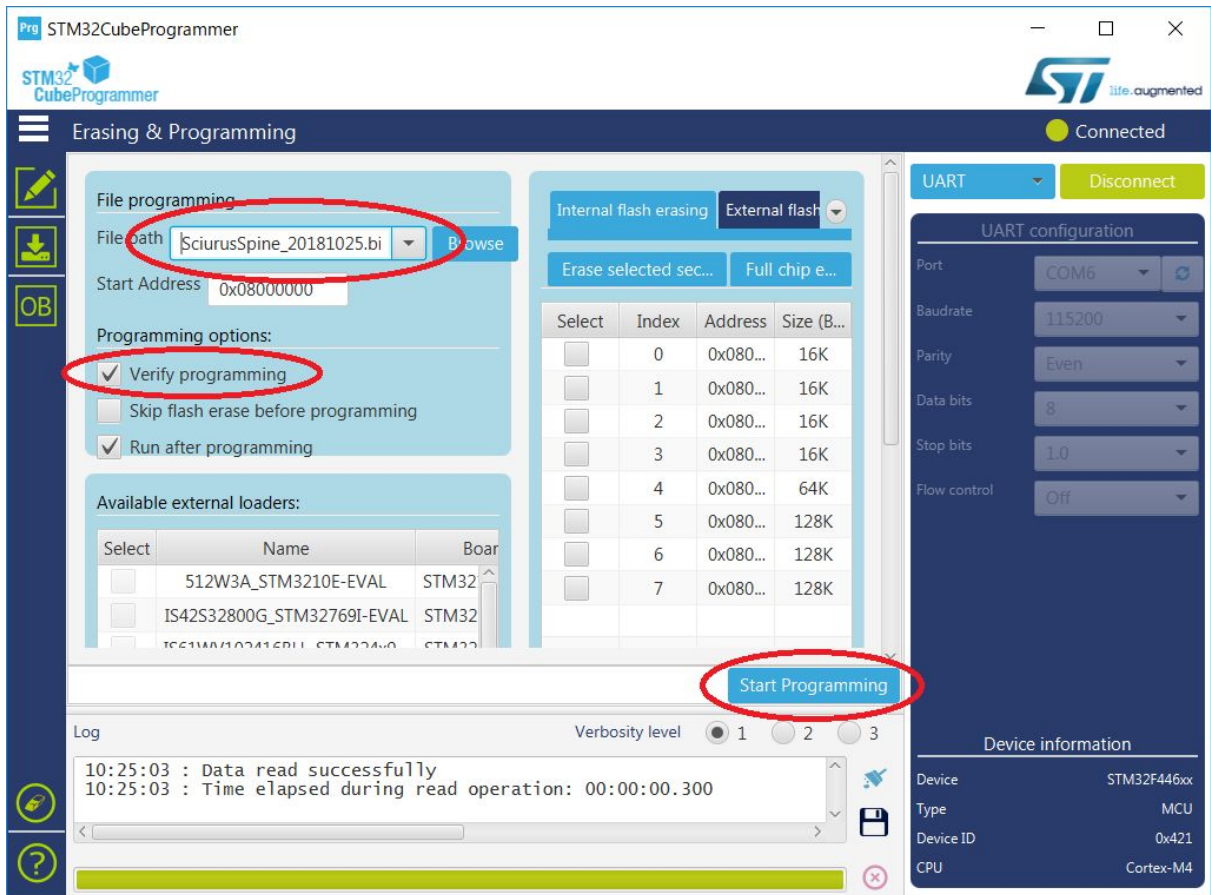 Prg STM32CubeProgrammer
STM32
CubeProgrammer
ST life.augmented
Erasing & Programming
Connected
File programming
File path SciurusSpine_20181025.bi Browse
Start Address 0x08000000
Programming options:
Verify programming
Skip flash erase before programming
Run after programming
Available external loaders:
Select Name Boar
512W3A_STM3210E-EVAL STM32
IS42S32800G_STM32769I-EVAL STM32
Internal flash erasing External flash
Erase selected sec... Full chip e...
Select Index Address Size (B...
0 0x080... 16K
1 0x080... 16K
2 0x080... 16K
3 0x080... 16K
4 0x080... 64K
5 0x080... 128K
6 0x080... 128K
7 0x080... 128K
Start Programming
Log Verbosity level 1 2 3
10:25:03 : Data read successfully
10:25:03 : Time elapsed during read operation: 00:00:00.300
OB
?
UART Disconnect
UART configuration
Port COM6
Baudrate 115200
Parity Even
Data bits 8
Stop bits 1.0
Flow control Off
Device information
Device STM32F446xx
Type MCU
Device ID 0x421
CPU Cortex-M4